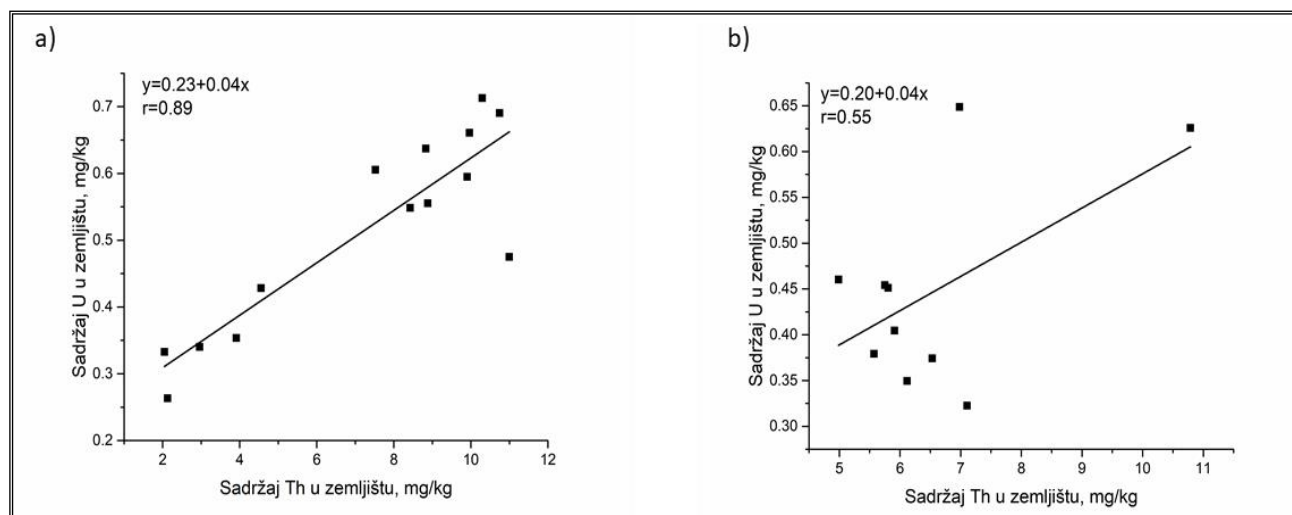 a)
y=0.23+0.04x
r=0.89
Sadržaj U u zemljištu, mg/kg
0.7
0.6
0.5
0.4
0.3
0.2
2
4
6
8
10
12
Sadržaj Th u zemljištu, mg/kg
b)
y=0.20+0.04x
r=0.55
Sadržaj U u zemljištu, mg/kg
0.65
0.60
0.55
0.50
0.45
0.40
0.35
0.30
5
6
7
8
9
10
11
Sadržaj Th u zemljištu, mg/kg